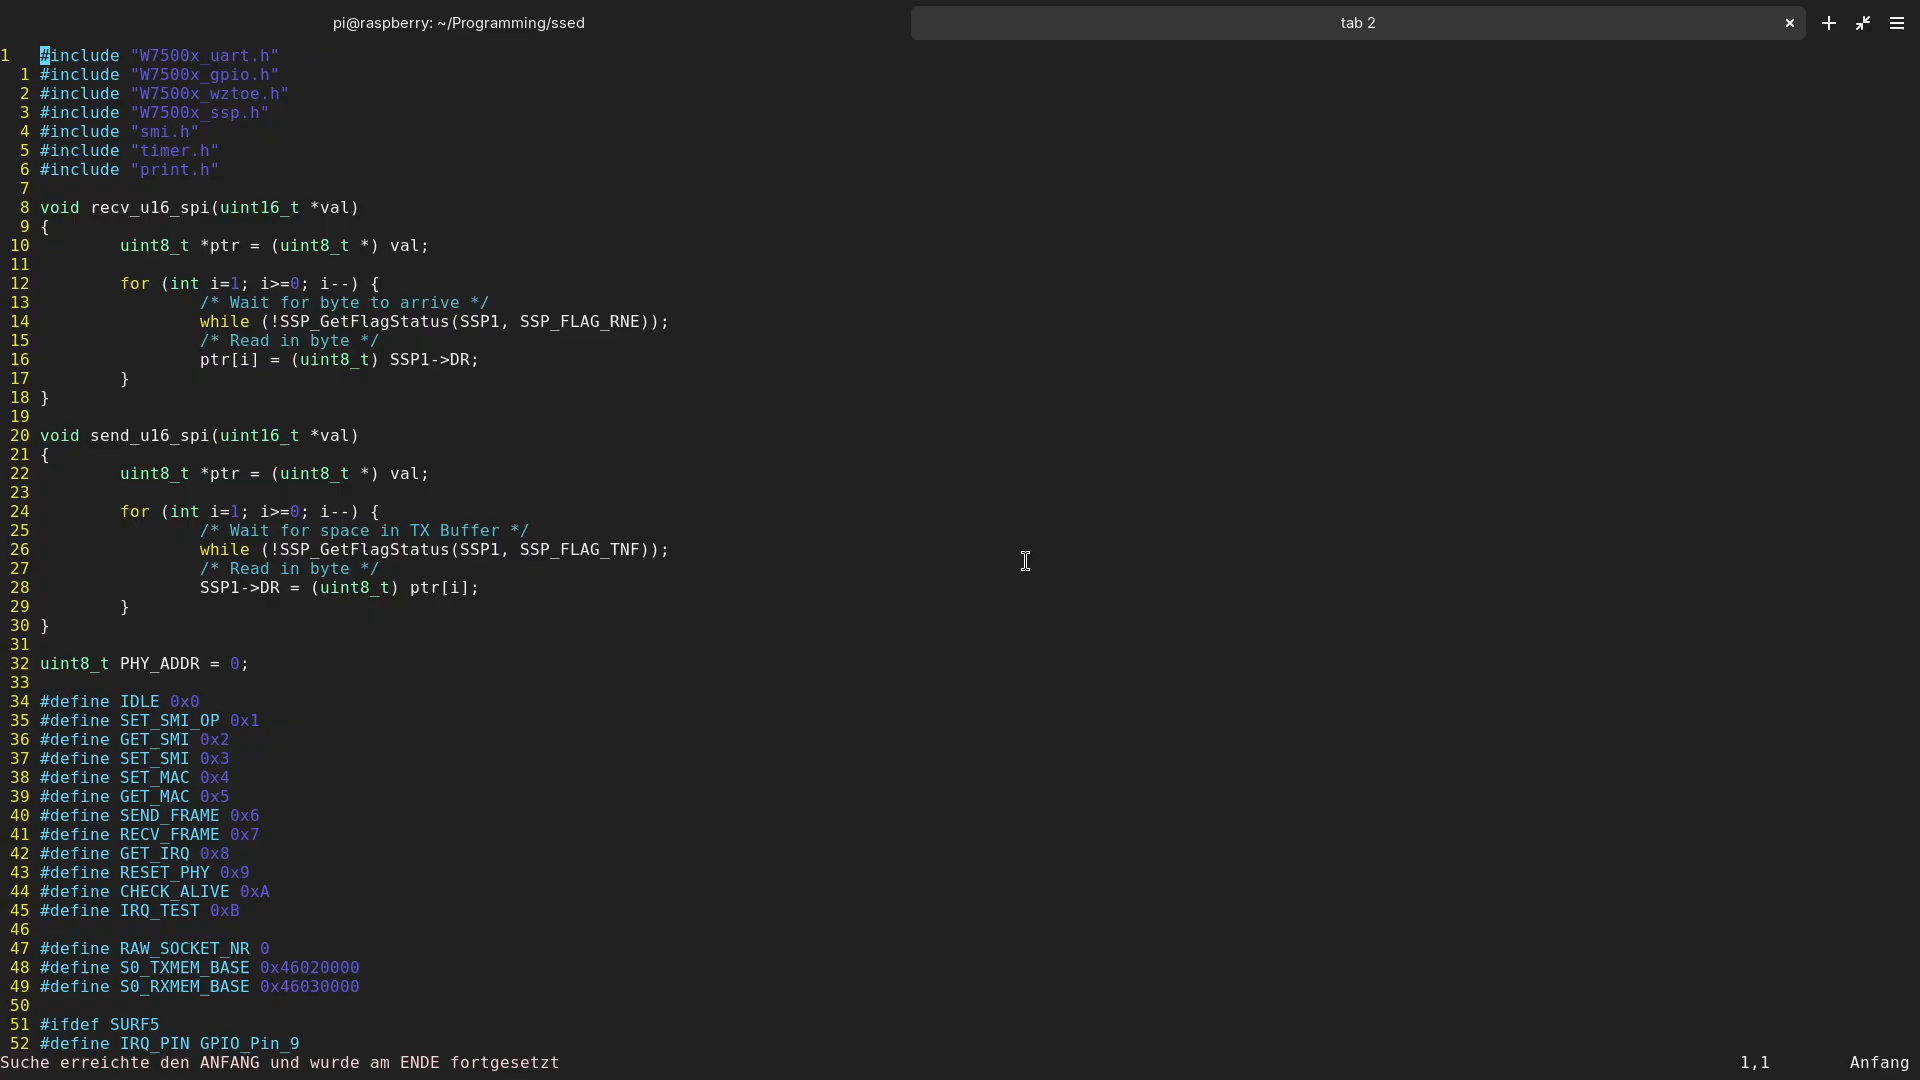 pi@raspberry: ~/Programming/ssed
tab 2
1 #include "W7500x_uart.h"
1 #include "W7500x_gpio.h"
2 #include "W7500x_wztoe.h"
3 #include "W7500x_ssp.h"
4 #include "smi.h"
5 #include "timer.h"
6 #include "print.h"
7
8 void recv_u16_spi(uint16_t *val)
9 {
10 uint8_t *ptr = (uint8_t *) val;
11
12 for (int i=1; i>=0; i--) {
13 /* Wait for byte to arrive */
14 while (!SSP_GetFlagStatus(SSP1, SSP_FLAG_RNE));
15 /* Read in byte */
16 ptr[i] = (uint8_t) SSP1->DR;
17 }
18 }
19
20 void send_u16_spi(uint16_t *val)
21 {
22 uint8_t *ptr = (uint8_t *) val;
23
24 for (int i=1; i>=0; i--) {
25 /* Wait for space in TX Buffer */
26 while (!SSP_GetFlagStatus(SSP1, SSP_FLAG_TNF));
27 /* Read in byte */
28 SSP1->DR = (uint8_t) ptr[i];
29 }
30 }
31
32 uint8_t PHY_ADDR = 0;
33
34 #define IDLE 0x0
35 #define SET_SMI_OP 0x1
36 #define GET_SMI 0x2
37 #define SET_SMI 0x3
38 #define SET_MAC 0x4
39 #define GET_MAC 0x5
40 #define SEND_FRAME 0x6
41 #define RECV_FRAME 0x7
42 #define GET_IRQ 0x8
43 #define RESET_PHY 0x9
44 #define CHECK_ALIVE 0xA
45 #define IRQ_TEST 0xB
46
47 #define RAW_SOCKET_NR 0
48 #define S0_TXMEM_BASE 0x46020000
49 #define S0_RXMEM_BASE 0x46030000
50
51 #ifdef SURF5
52 #define IRQ_PIN GPIO_Pin_9
Suche erreichte den ANFANG und wurde am ENDE fortgesetzt 1,1 Anfang